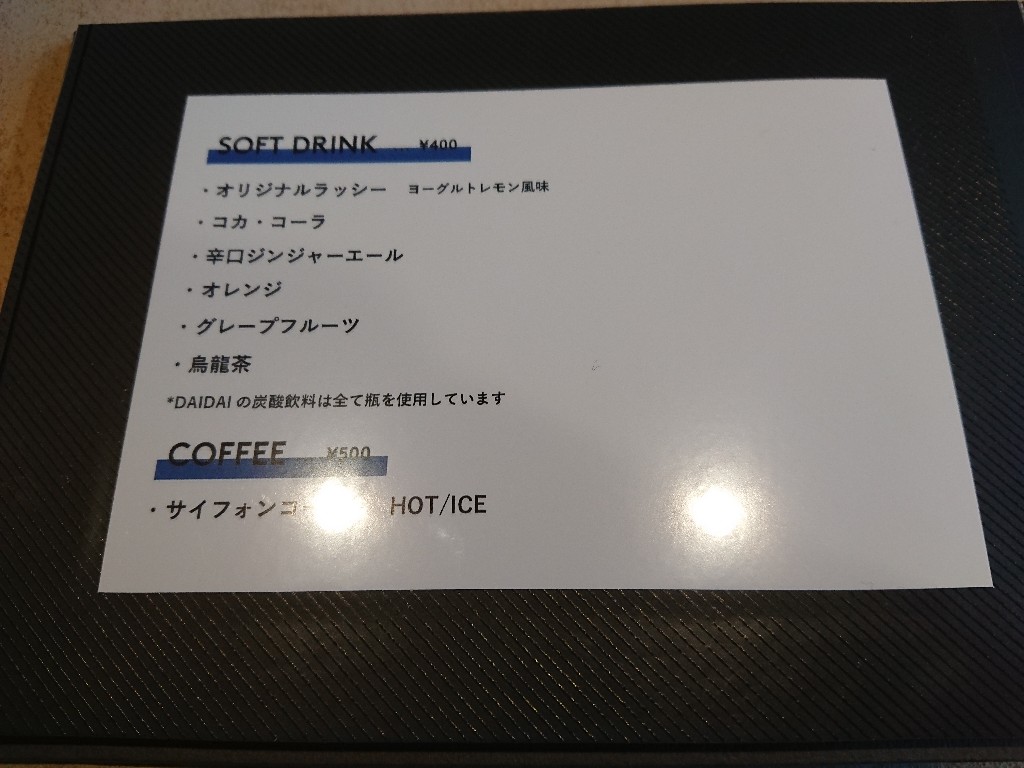 SOFT DRINK ¥400
・オリジナルラッシー ヨーグルトレモン風味
・コカ・コーラ
・辛口ジンジャーエール
・オレンジ
・グレープフルーツ
・烏龍茶
*DAIDAI の炭酸飲料は全て瓶を使用しています
COFFEE ¥500
・サイフォンコ HOT/ICE